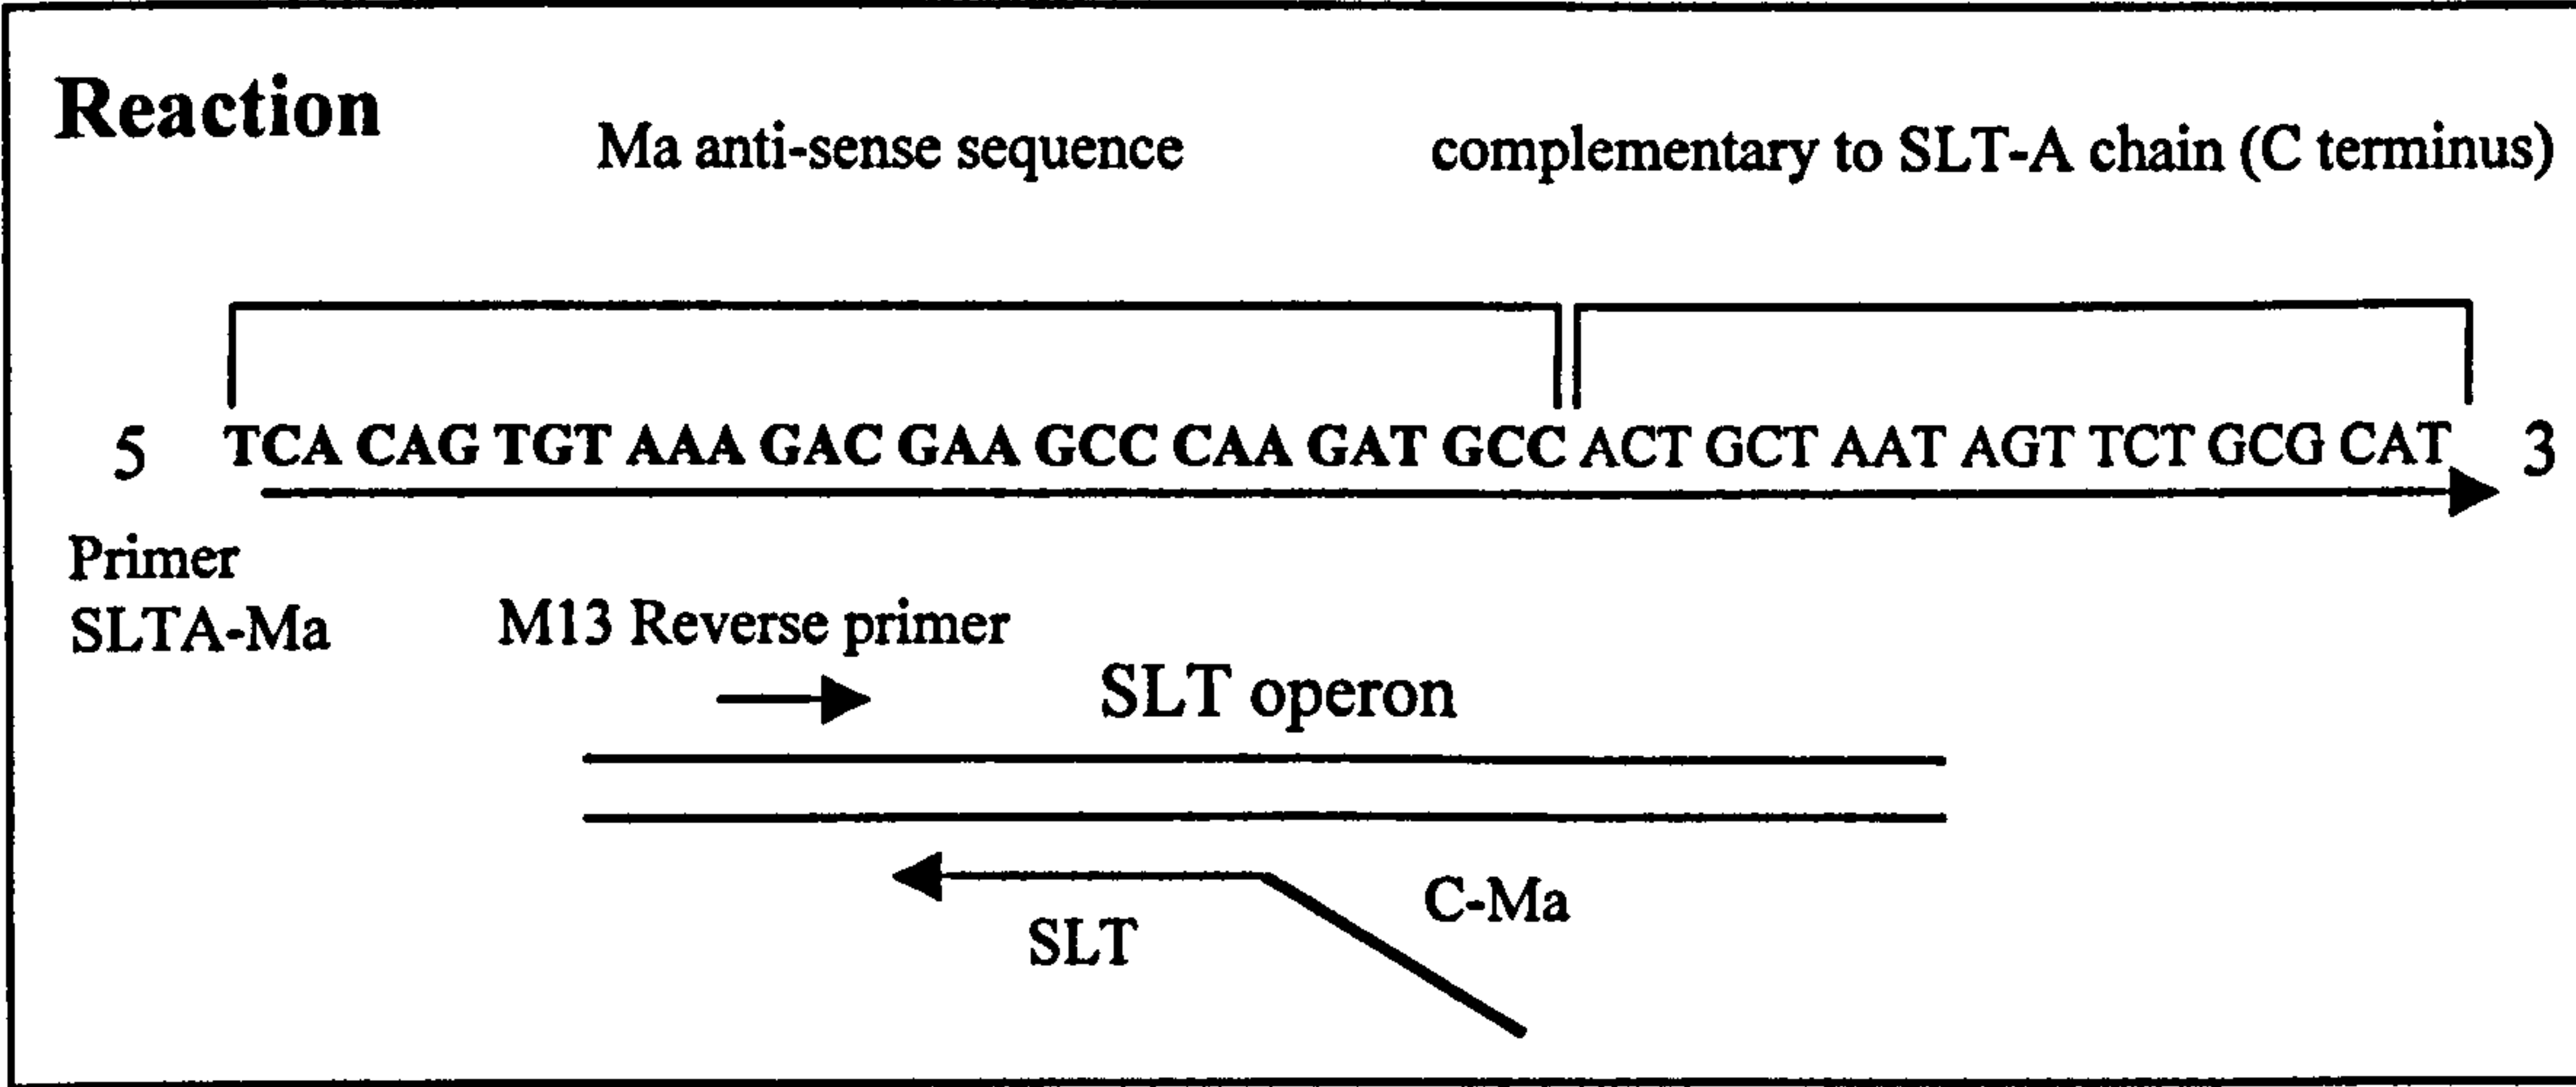 Reaction
Ma anti-sense sequence complementary to SLT-A chain (C terminus)
5 TCA CAG TGT AAA GAC GAA GCC CAA GAT GCC ACT GCT AAT AGT TCT GCG CAT 3
Primer
SLTA-Ma
M13 Reverse primer
SLT operon
C-Ma
SLT